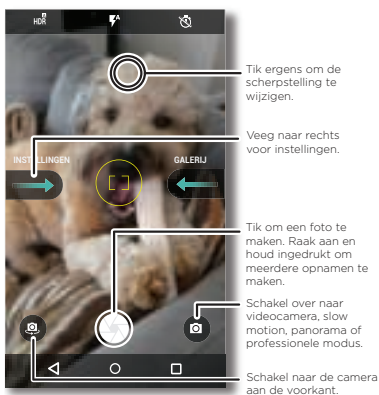 HDR
A
Tik ergens om de
scherpstelling te
wijzigen.
Veeg naar rechts
voor instellingen.
INSTELLINGEN
GALERIJ
Tik om een foto te
maken. Raak aan en
houd ingedrukt om
meerdere opnamen te
maken.
Schakel over naar
videocamera, slow
motion, panorama of
professionele modus.
Schakel naar de camera
aan de voorkant.